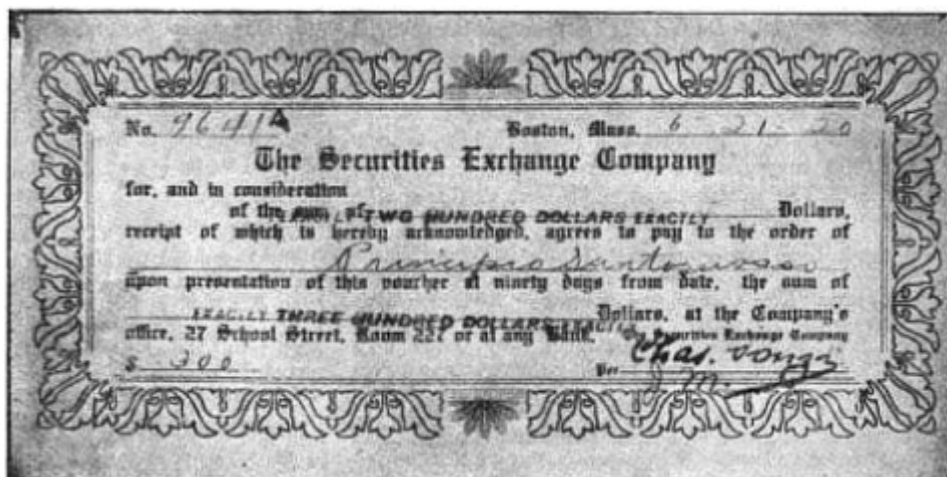 No. 9641A Boston, Mass. 6-21-20
The Securities Exchange Company
for, and in consideration
of the sum of EXACTLY TWO HUNDRED DOLLARS EXACTLY Dollars,
receipt of which is hereby acknowledged, agrees to pay to the order of
upon presentation of this voucher at ninety days from date, the sum of
EXACTLY THREE HUNDRED DOLLARS EXACTLY Dollars, at the Company's
office, 27 School Street, Room 227 or at any Bank. The Securities Exchange Company
$ 300 Per Chas. Ponzi
J. M.